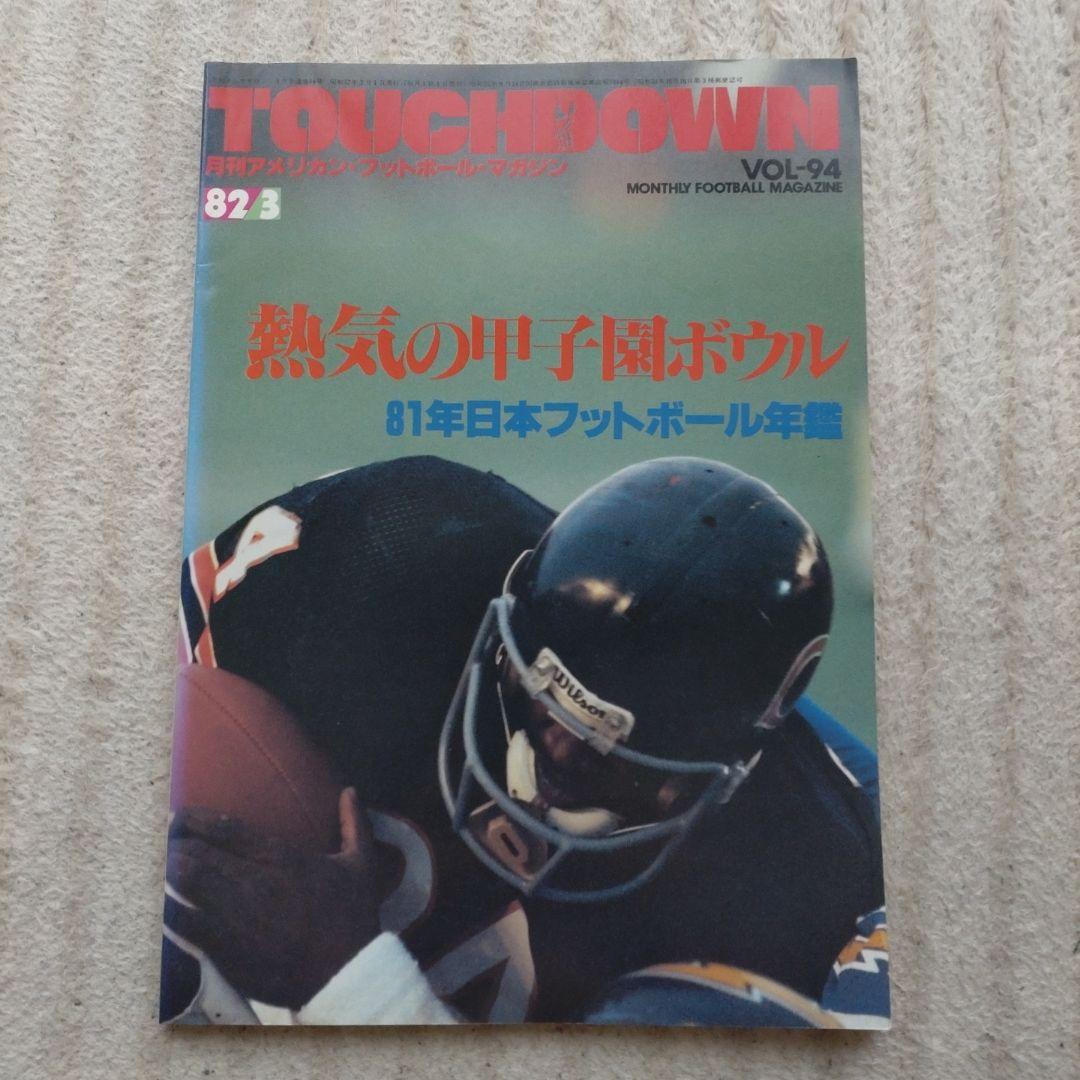 TOUCHDOWN
月刊アメリカン・フットボール・マガジン
VOL-94
MONTHLY FOOTBALL MAGAZINE
82/3
熱気の甲子園ボウル
81年日本フットボール年鑑
Wilson